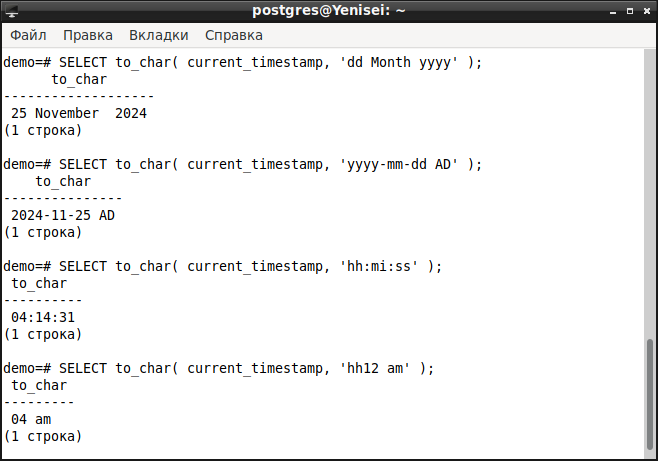 postgres@Yenisei: ~
Файл Правка Вкладки Справка
demo=# SELECT to_char( current_timestamp, 'dd Month yyyy' );
      to_char
-------------------
 25 November  2024
(1 строка)

demo=# SELECT to_char( current_timestamp, 'yyyy-mm-dd AD' );
    to_char
---------------
 2024-11-25 AD
(1 строка)

demo=# SELECT to_char( current_timestamp, 'hh:mi:ss' );
 to_char
----------
 04:14:31
(1 строка)

demo=# SELECT to_char( current_timestamp, 'hh12 am' );
 to_char
---------
 04 am
(1 строка)